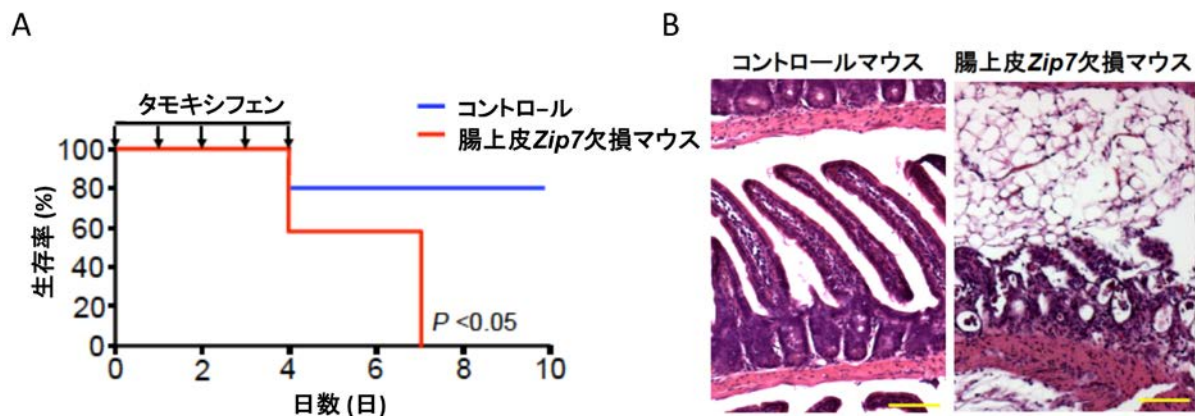 A
タモキシフェン
コントロール
腸上皮Zip7欠損マウス
生存率 (%)
100
80
60
40
20
0
P <0.05
0 2 4 6 8 10
日数 (日)
B
コントロールマウス 腸上皮Zip7欠損マウス